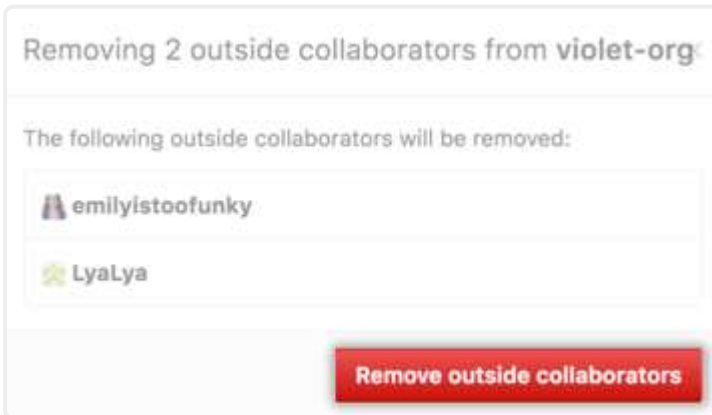 Removing 2 outside collaborators from violet-org
The following outside collaborators will be removed:
emilyistoofunky
LyaLya
Remove outside collaborators